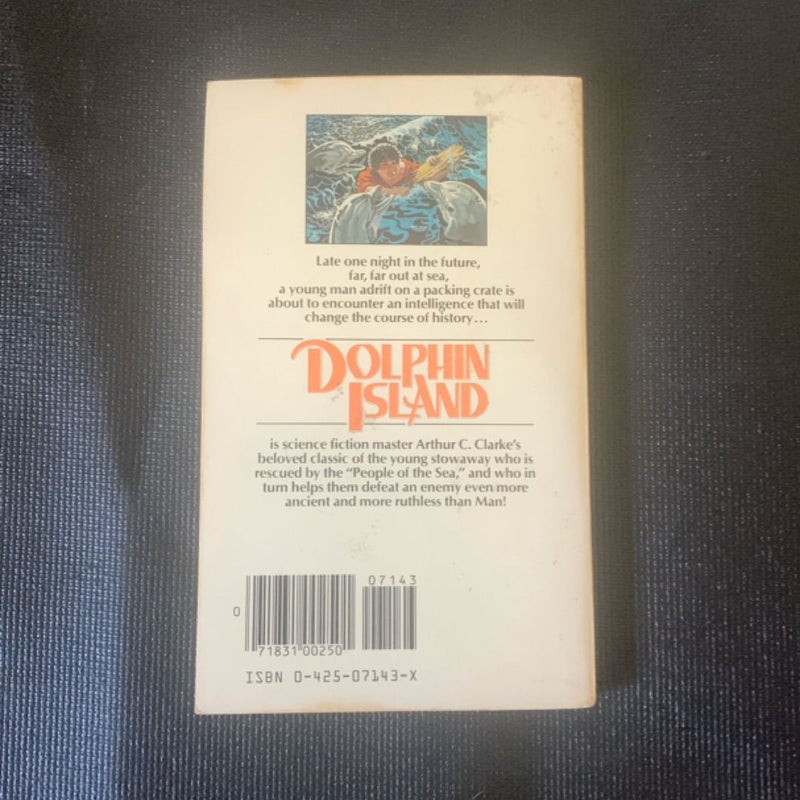 Late one night in the future,
far, far out at sea,
a young man adrift on a packing crate is
about to encounter an intelligence that will
change the course of history...
DOLPHIN
ISLAND
is science fiction master Arthur C. Clarke's
beloved classic of the young stowaway who is
rescued by the "People of the Sea," and who in
turn helps them defeat an enemy even more
ancient and more ruthless than Man!
07143
0
71831 00250
ISBN 0-425-07143-X